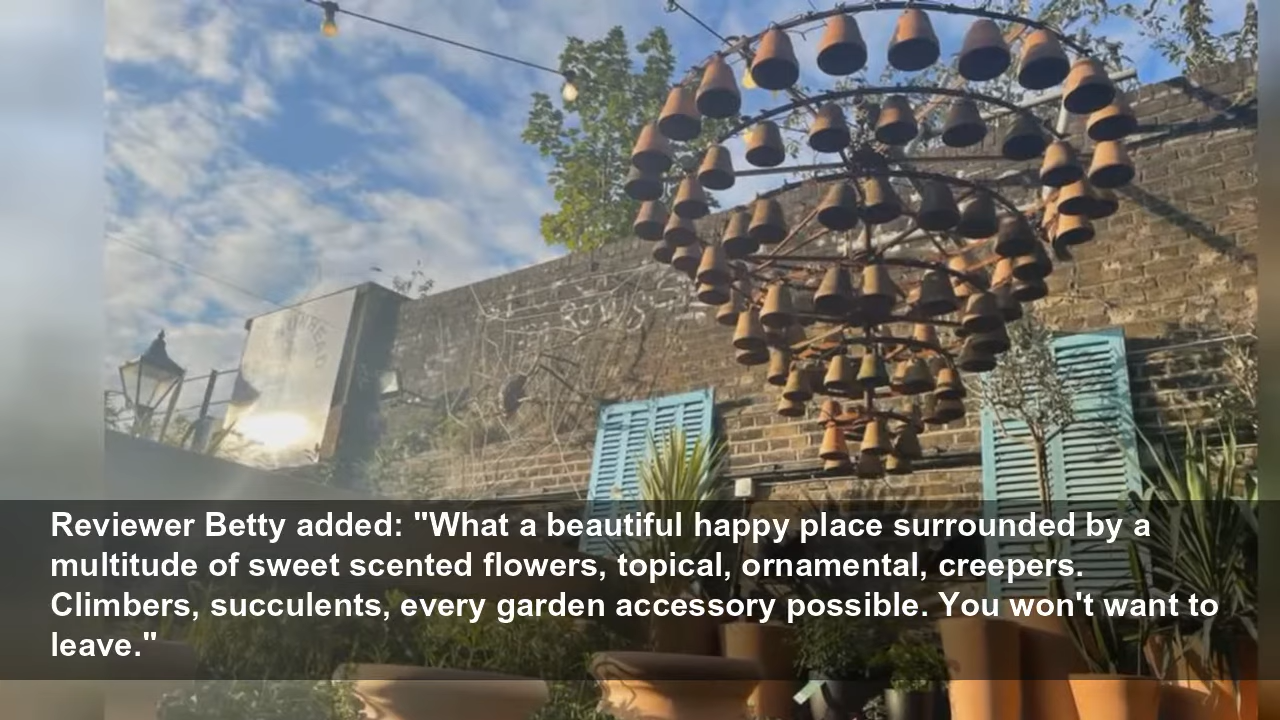 Reviewer Betty added: "What a beautiful happy place surrounded by a
multitude of sweet scented flowers, topical, ornamental, creepers.
Climbers, succulents, every garden accessory possible. You won't want to
leave."